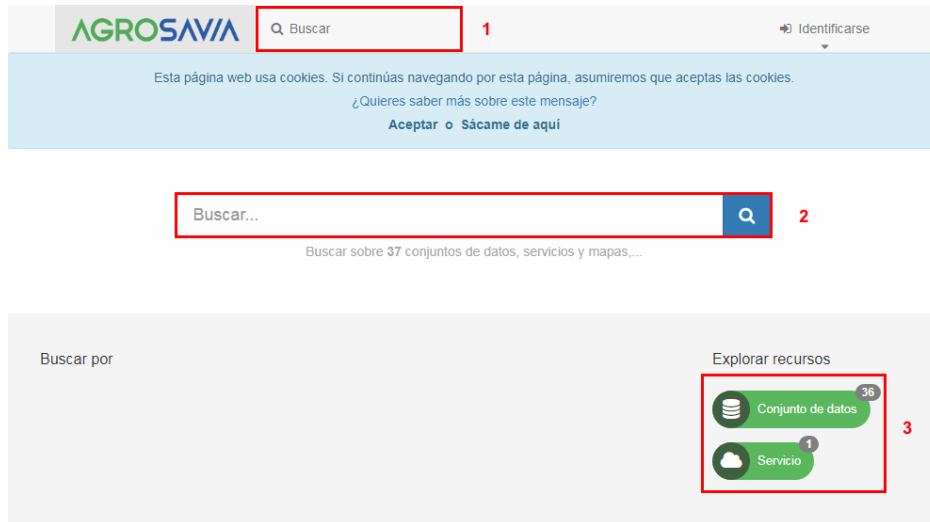 AGROSAVIA Buscar 1 Identificarse
Esta página web usa cookies. Si continúas navegando por esta página, asumiremos que aceptas las cookies.
¿Quieres saber más sobre este mensaje?
Aceptar o Sácame de aquí
Buscar... 2
Buscar sobre 37 conjuntos de datos, servicios y mapas,...
Buscar por
Explorar recursos
36
Conjunto de datos
3
1
Servicio